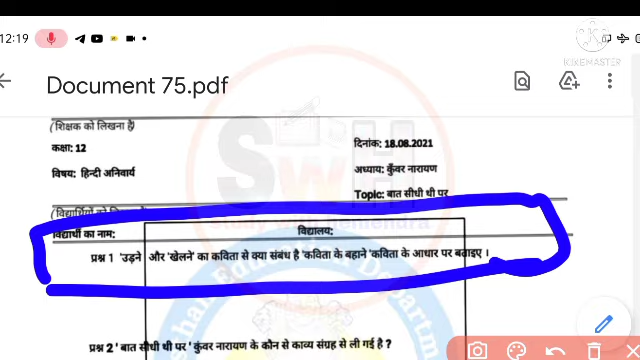 12:19
KINEMASTER
Document 75.pdf
(शिक्षक को लिखना है)
कक्षा: 12 दिनांक: 18.08.2021
विषय: हिन्दी अनिवार्य अध्याय: कुँवर नारायण
Topic: बात सीधी थी पर
विद्यार्थी का नाम: विद्यालय:
प्रश्न 1 'उड़ने और 'खेलने' का कविता से क्या संबंध है 'कविता के बहाने 'कविता के आधार पर बताइए ।
प्रश्न 2 ' बात सीधी थी पर ' कुंवर नारायण के कौन से काव्य संग्रह से ली गई है ?